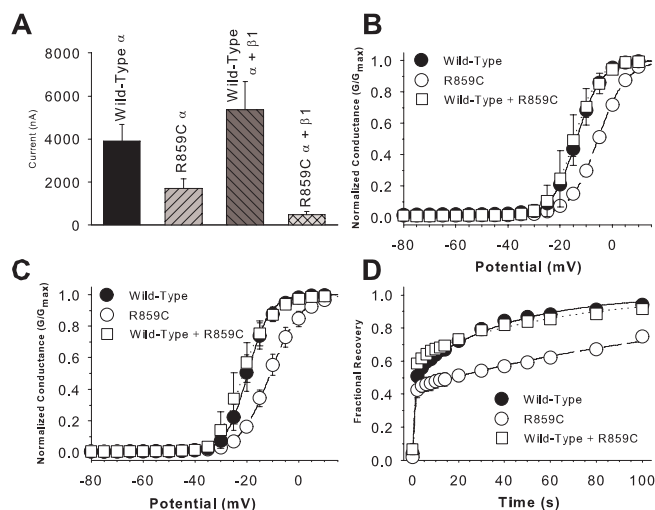 A
Current (nA)
8000
6000
4000
2000
0
Wild-Type α
R859C α
Wild-Type
α + β1
R859C α + β1
B
Normalized Conductance (G/Gmax)
1.0
0.8
0.6
0.4
0.2
0.0
Wild-Type
R859C
Wild-Type + R859C
-80 -60 -40 -20 0
Potential (mV)
C
Normalized Conductance (G/Gmax)
1.0
0.8
0.6
0.4
0.2
0.0
Wild-Type
R859C
Wild-Type + R859C
-80 -60 -40 -20 0
Potential (mV)
D
Fractional Recovery
1.0
0.8
0.6
0.4
0.2
0.0
Wild-Type
R859C
Wild-Type + R859C
0 20 40 60 80 100
Time (s)